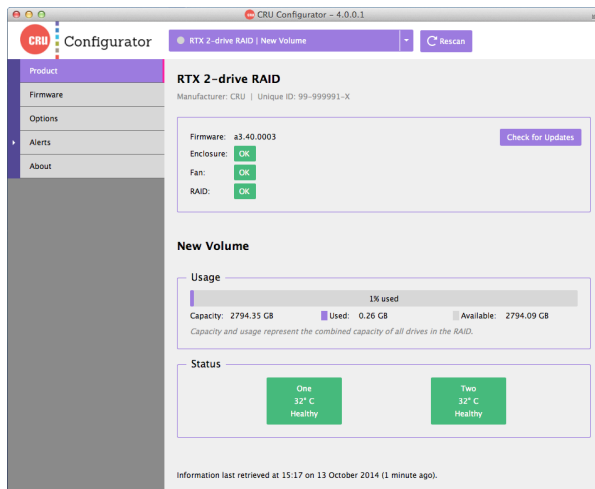 CRU Configurator – 4.0.0.1
CRU Configurator
RTX 2-drive RAID | New Volume
Rescan
Product
Firmware
Options
Alerts
About
RTX 2-drive RAID
Manufacturer: CRU | Unique ID: 99-999991-X
Firmware: a3.40.0003
Check for Updates
Enclosure: OK
Fan: OK
RAID: OK
New Volume
Usage
1% used
Capacity: 2794.35 GB Used: 0.26 GB Available: 2794.09 GB
Capacity and usage represent the combined capacity of all drives in the RAID.
Status
One
32° C
Healthy
Two
32° C
Healthy
Information last retrieved at 15:17 on 13 October 2014 (1 minute ago).